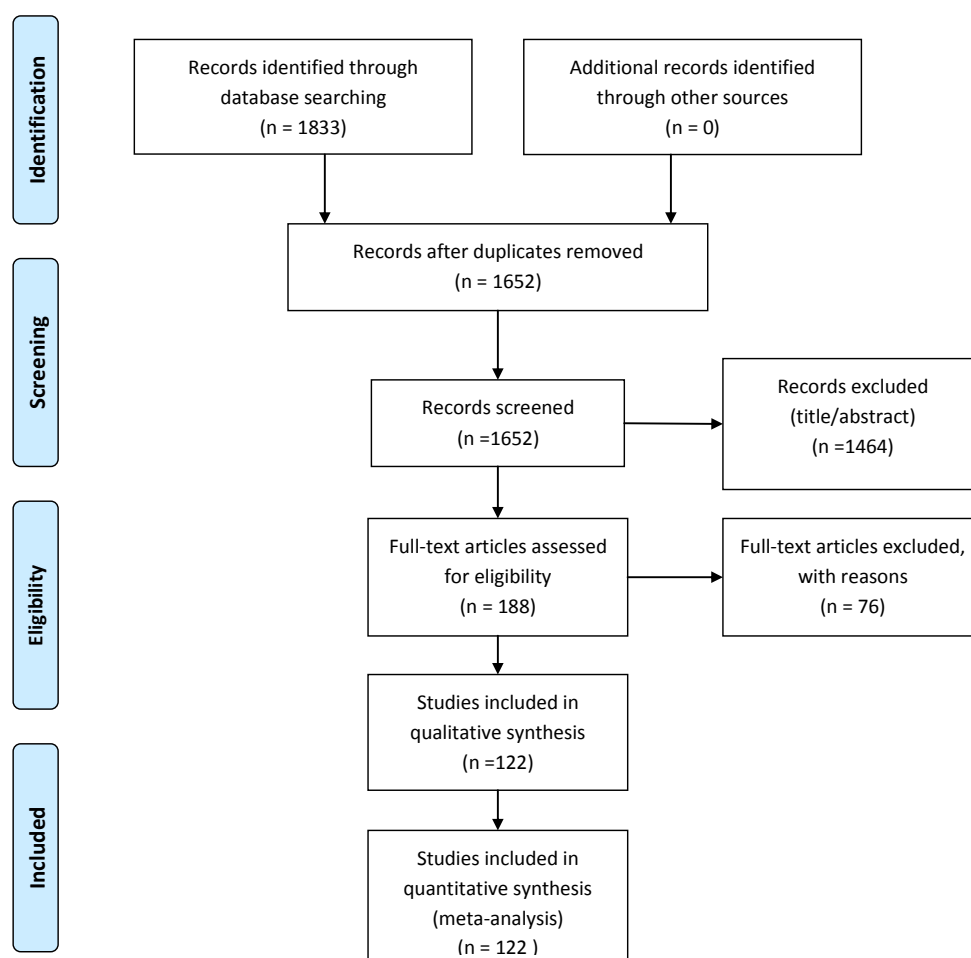 Identification
Records identified through
database searching
(n = 1833)
Additional records identified
through other sources
(n = 0)
Records after duplicates removed
(n = 1652)
Screening
Records screened
(n =1652)
Records excluded
(title/abstract)
(n =1464)
Eligibility
Full-text articles assessed
for eligibility
(n = 188)
Full-text articles excluded,
with reasons
(n = 76)
Studies included in
qualitative synthesis
(n =122)
Included
Studies included in
quantitative synthesis
(meta-analysis)
(n = 122 )